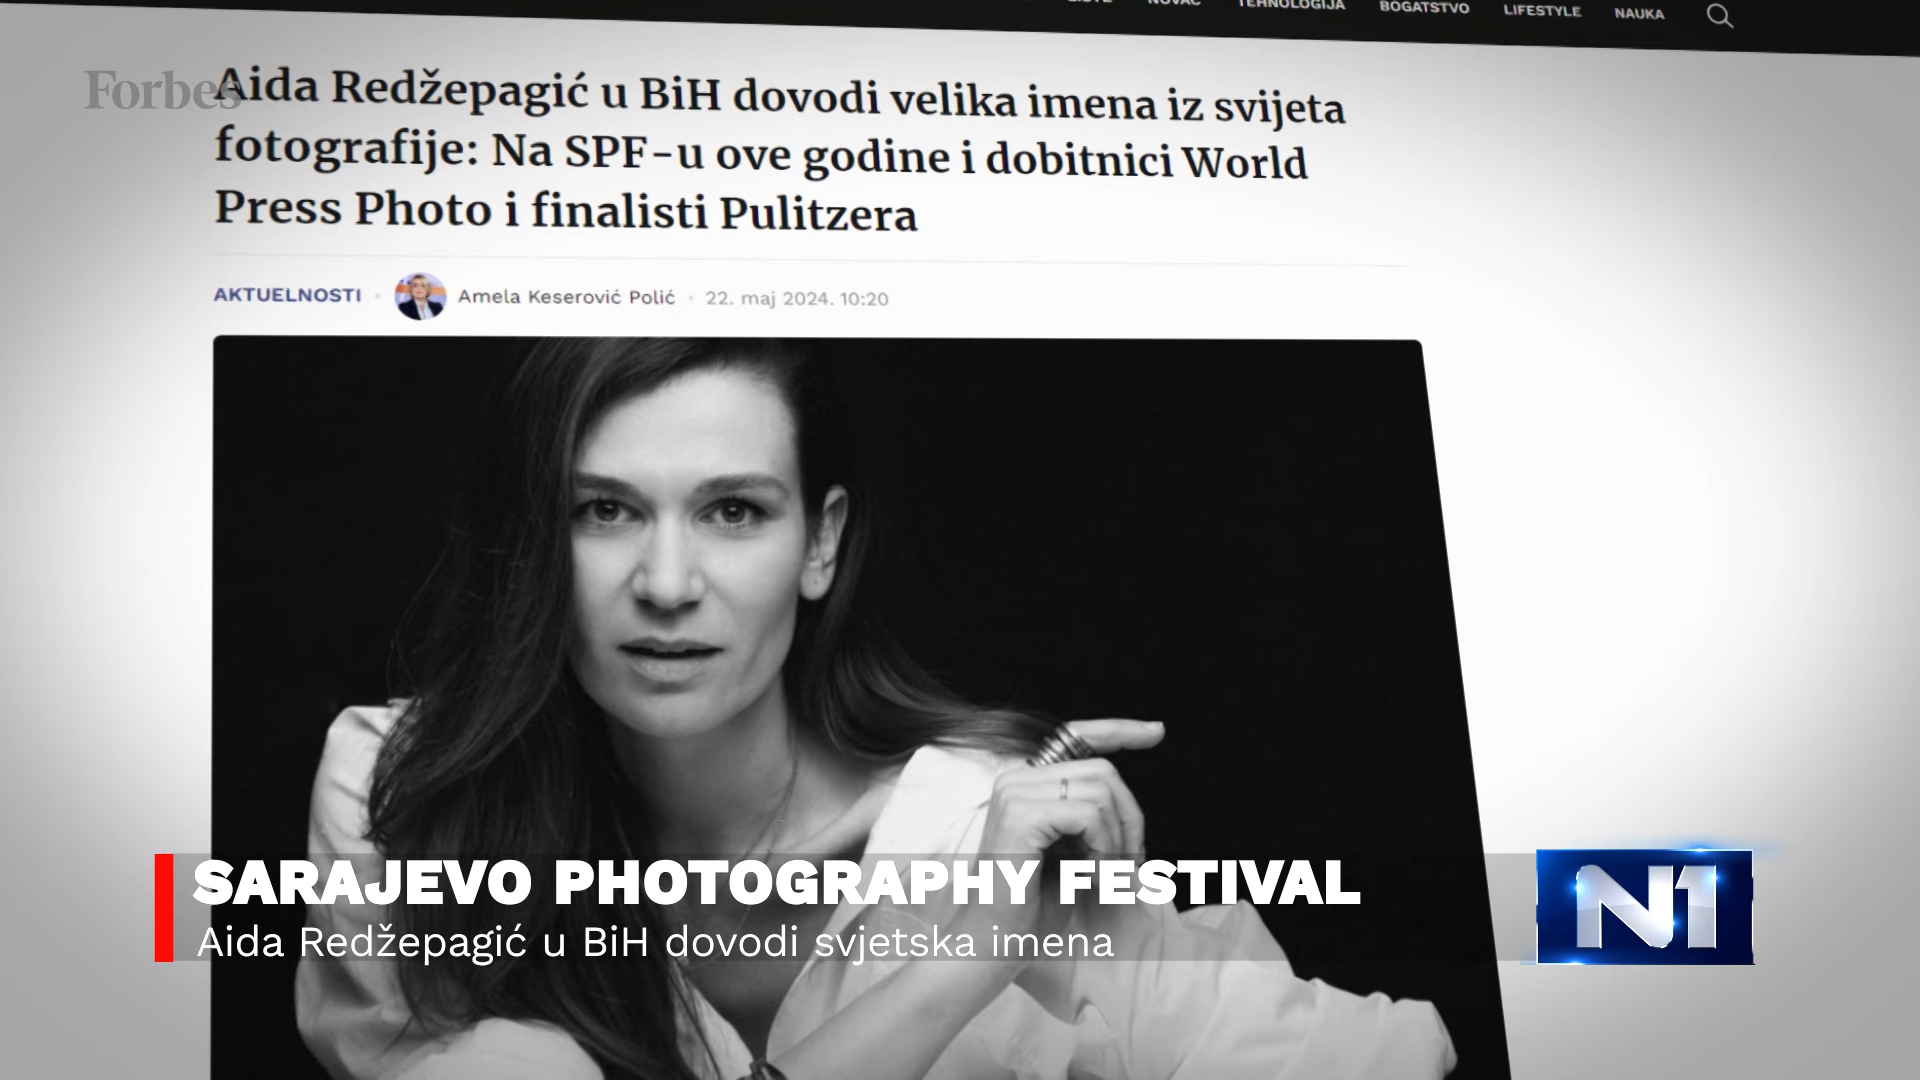 NOVAC TEHNOLOGIJA BOGATSTVO LIFESTYLE NAUKA
Forbes
Aida Redžepagić u BiH dovodi velika imena iz svijeta
fotografije: Na SPF-u ove godine i dobitnici World
Press Photo i finalisti Pulitzera
AKTUELNOSTI • Amela Keserović Polić • 22. maj 2024. 10:20
SARAJEVO PHOTOGRAPHY FESTIVAL
Aida Redžepagić u BiH dovodi svjetska imena
N1